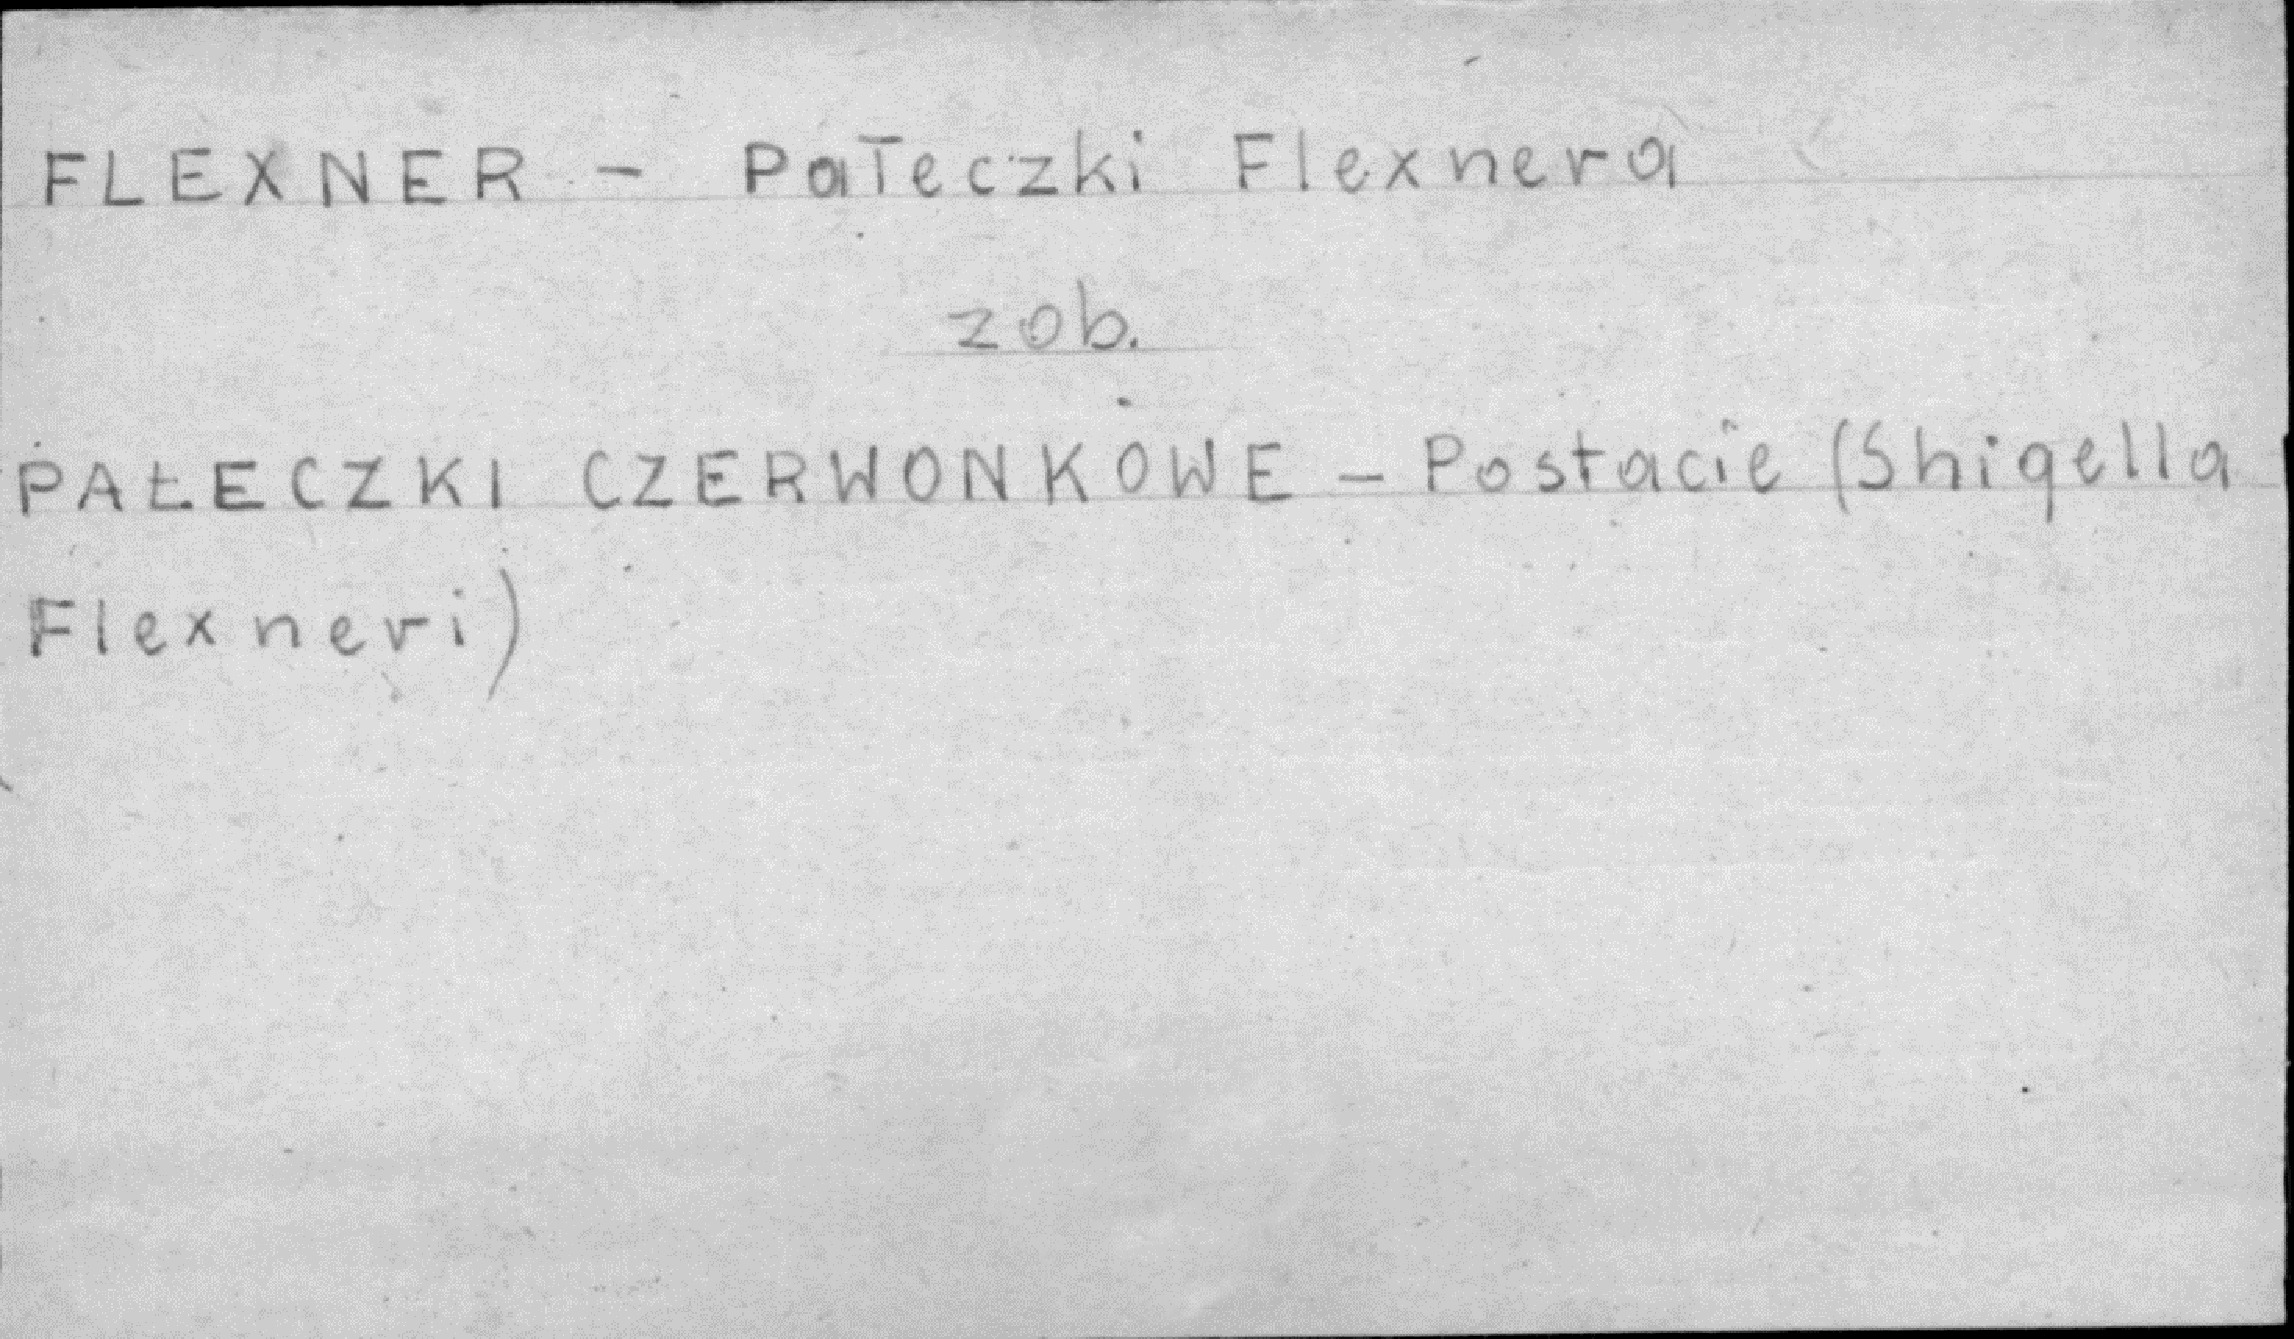 FLEXNER - Pałeczki Flexnera
zob.
PAŁECZKI CZERWONKOWE - Postacie (Shigella
Flexneri)